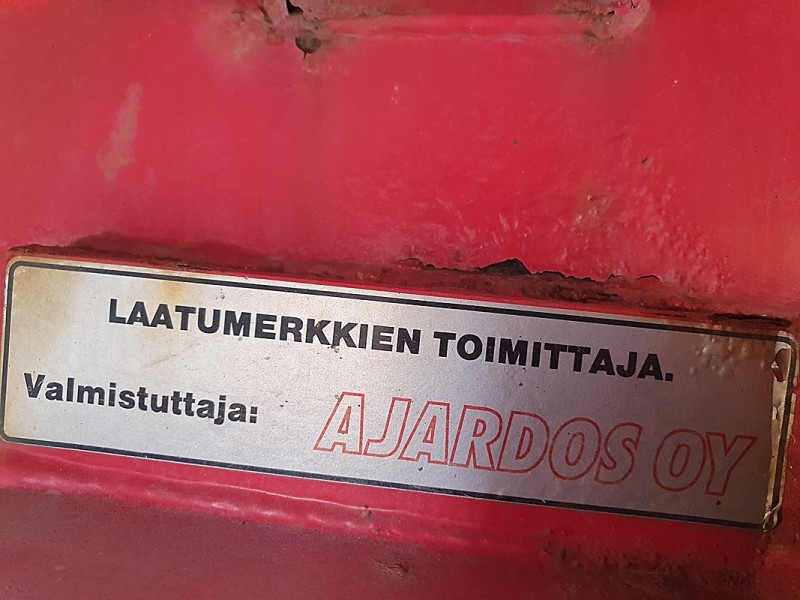 LAATUMERKKIEN TOIMITTAJA.
Valmistuttaja: AJARDOS OY